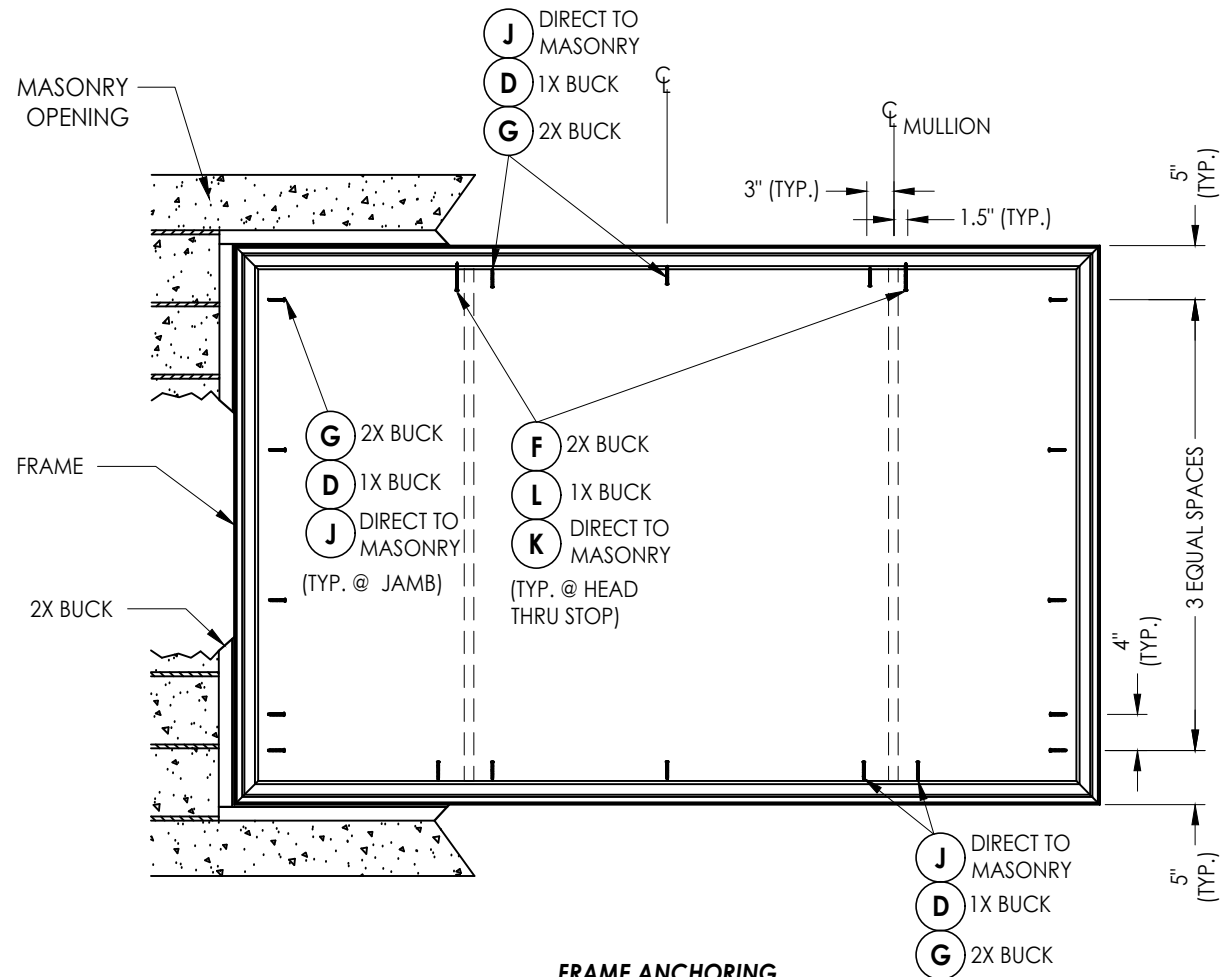 J DIRECT TO
MASONRY
D 1X BUCK
G 2X BUCK
MASONRY
OPENING
℄
℄ MULLION
3" (TYP.)
1.5" (TYP.)
5"
(TYP.)
FRAME
2X BUCK
G 2X BUCK
D 1X BUCK
J DIRECT TO
MASONRY
(TYP. @ JAMB)
F 2X BUCK
L 1X BUCK
K DIRECT TO
MASONRY
(TYP. @ HEAD
THRU STOP)
3 EQUAL SPACES
4"
(TYP.)
5"
(TYP.)
J DIRECT TO
MASONRY
D 1X BUCK
G 2X BUCK
FRAME ANCHORING